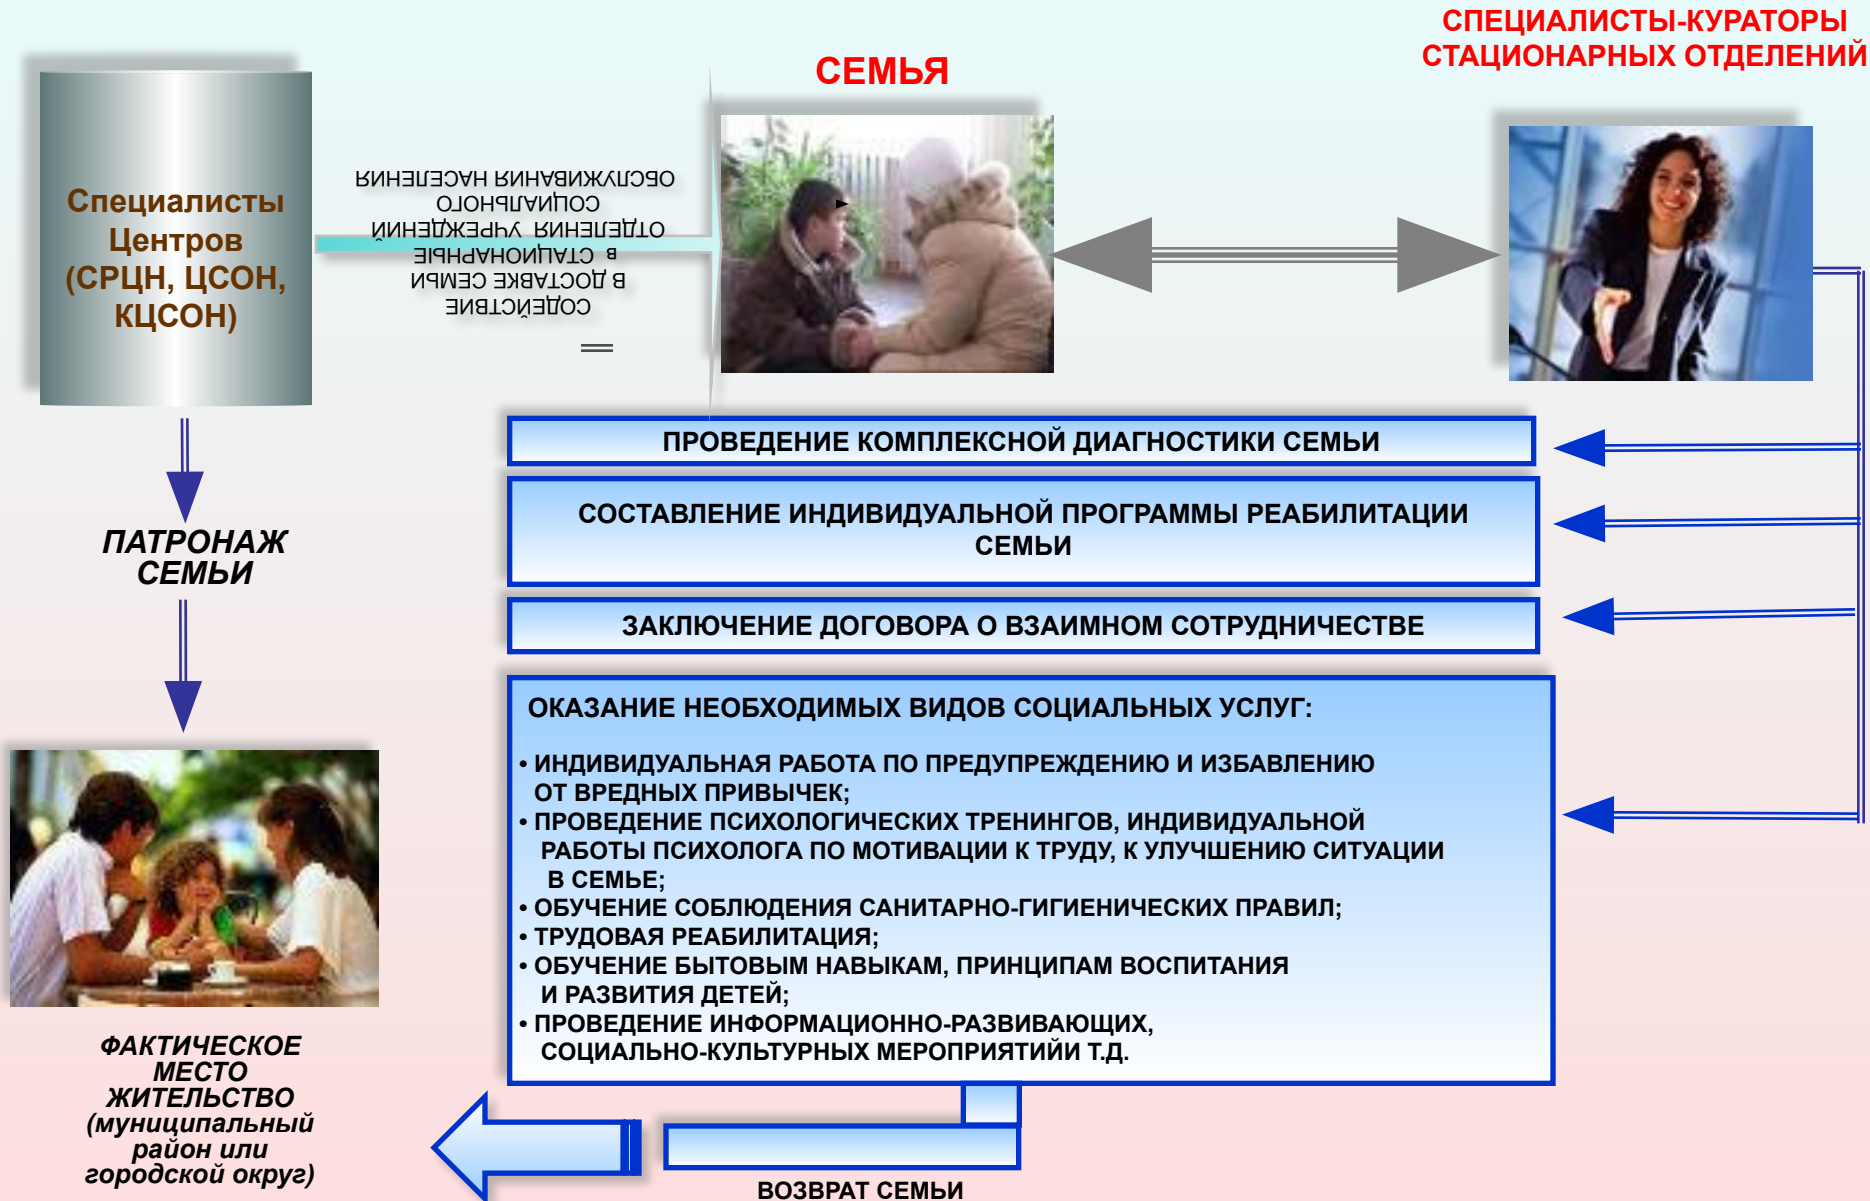 СПЕЦИАЛИСТЫ-КУРАТОРЫ
СТАЦИОНАРНЫХ ОТДЕЛЕНИЙ
СЕМЬЯ
Специалисты
Центров
(СРЦН, ЦСОН,
КЦСОН)
СОДЕЙСТВИЕ
В ДОСТАВКЕ СЕМЬИ
в СТАЦИОНАРНЫЕ
ОТДЕЛЕНИЯ УЧРЕЖДЕНИЙ
СОЦИАЛЬНОГО
ОБСЛУЖИВАНИЯ НАСЕЛЕНИЯ
ПАТРОНАЖ
СЕМЬИ
ПРОВЕДЕНИЕ КОМПЛЕКСНОЙ ДИАГНОСТИКИ СЕМЬИ
СОСТАВЛЕНИЕ ИНДИВИДУАЛЬНОЙ ПРОГРАММЫ РЕАБИЛИТАЦИИ
СЕМЬИ
ЗАКЛЮЧЕНИЕ ДОГОВОРА О ВЗАИМНОМ СОТРУДНИЧЕСТВЕ
ОКАЗАНИЕ НЕОБХОДИМЫХ ВИДОВ СОЦИАЛЬНЫХ УСЛУГ:
• ИНДИВИДУАЛЬНАЯ РАБОТА ПО ПРЕДУПРЕЖДЕНИЮ И ИЗБАВЛЕНИЮ
ОТ ВРЕДНЫХ ПРИВЫЧЕК;
• ПРОВЕДЕНИЕ ПСИХОЛОГИЧЕСКИХ ТРЕНИНГОВ, ИНДИВИДУАЛЬНОЙ
РАБОТЫ ПСИХОЛОГА ПО МОТИВАЦИИ К ТРУДУ, К УЛУЧШЕНИЮ СИТУАЦИИ
В СЕМЬЕ;
• ОБУЧЕНИЕ СОБЛЮДЕНИЯ САНИТАРНО-ГИГИЕНИЧЕСКИХ ПРАВИЛ;
• ТРУДОВАЯ РЕАБИЛИТАЦИЯ;
• ОБУЧЕНИЕ БЫТОВЫМ НАВЫКАМ, ПРИНЦИПАМ ВОСПИТАНИЯ
И РАЗВИТИЯ ДЕТЕЙ;
• ПРОВЕДЕНИЕ ИНФОРМАЦИОННО-РАЗВИВАЮЩИХ,
СОЦИАЛЬНО-КУЛЬТУРНЫХ МЕРОПРИЯТИЙИ Т.Д.
ФАКТИЧЕСКОЕ
МЕСТО
ЖИТЕЛЬСТВО
(муниципальный
район или
городской округ)
ВОЗВРАТ СЕМЬИ